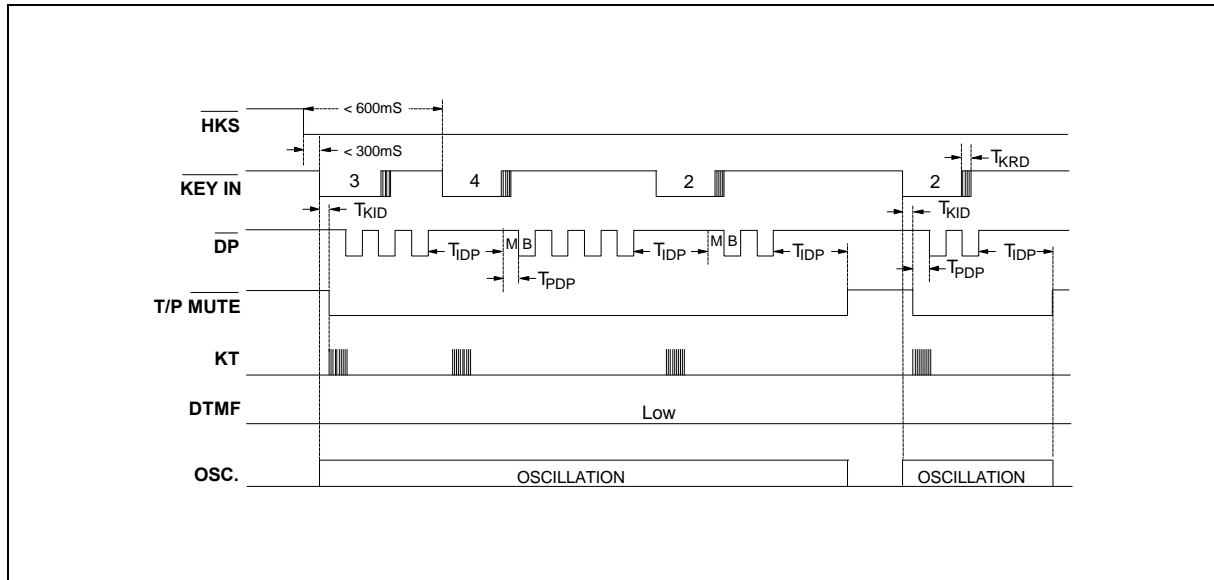 < 600mS
HKS
< 300mS
TKRD
KEY IN
3
4
2
2
TKID
TKID
DP
TIDP
M B
TIDP
M B
TIDP
TIDP
TPDP
TPDP
T/P MUTE
KT
DTMF
Low
OSC.
OSCILLATION
OSCILLATION